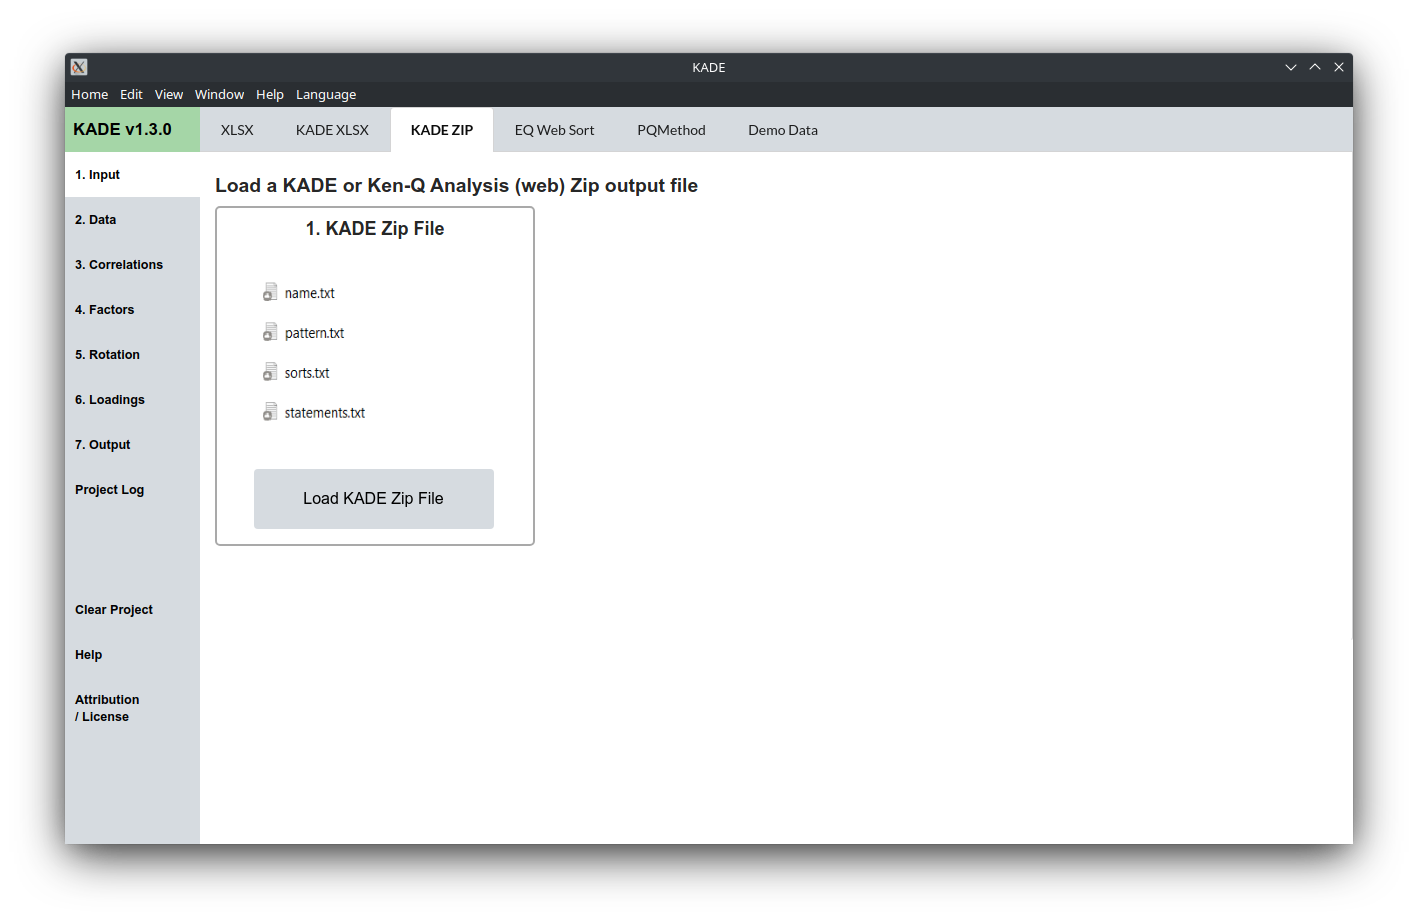 KADE
Home Edit View Window Help Language
KADE v1.3.0
XLSX KADE XLSX KADE ZIP EQ Web Sort PQMethod Demo Data
1. Input
2. Data
3. Correlations
4. Factors
5. Rotation
6. Loadings
7. Output
Project Log
Clear Project
Help
Attribution
/ License
Load a KADE or Ken-Q Analysis (web) Zip output file
1. KADE Zip File
name.txt
pattern.txt
sorts.txt
statements.txt
Load KADE Zip File